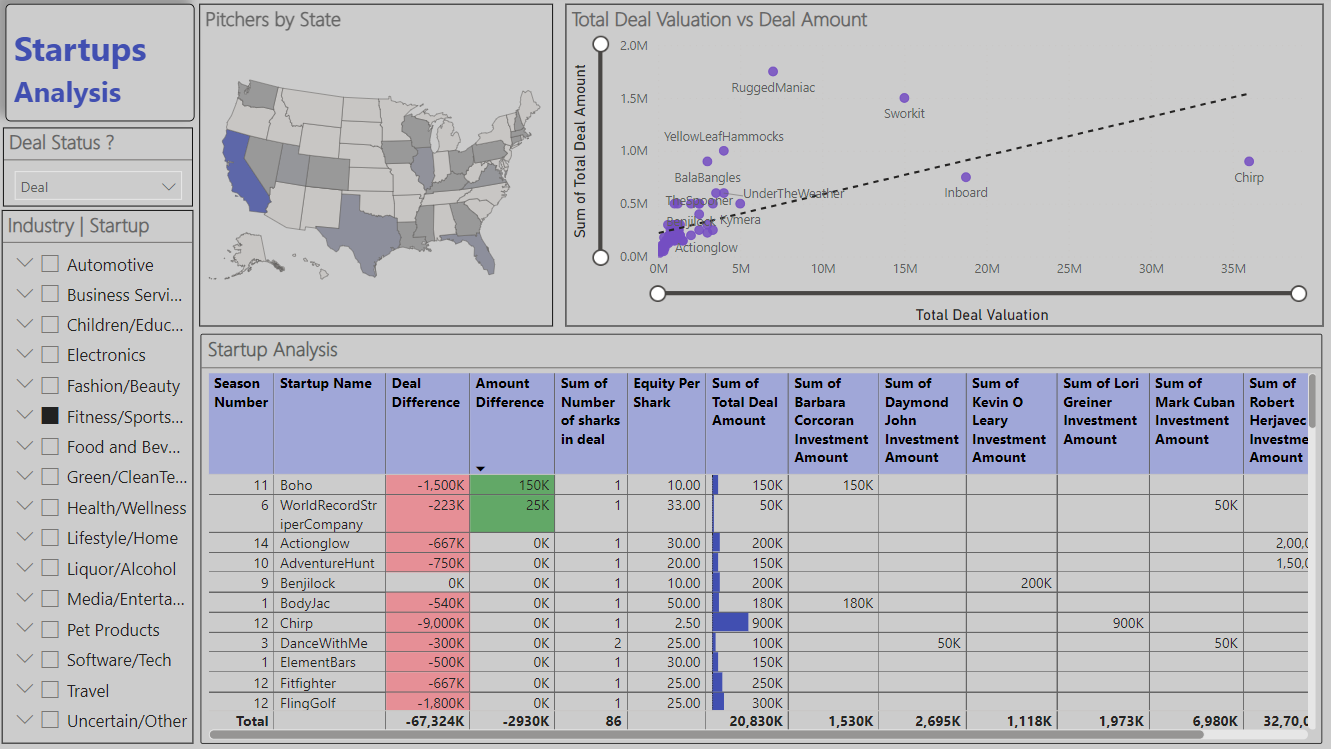 Startups
Analysis
Deal Status ?
Deal
Industry | Startup
Automotive
Business Servi...
Children/Educ...
Electronics
Fashion/Beauty
Fitness/Sports...
Food and Bev...
Green/CleanTe...
Health/Wellness
Lifestyle/Home
Liquor/Alcohol
Media/Enterta...
Pet Products
Software/Tech
Travel
Uncertain/Other
Pitchers by State
Total Deal Valuation vs Deal Amount
Sum of Total Deal Amount
2.0M
1.5M
1.0M
0.5M
0.0M
RuggedManiac
Sworkit
YellowLeafHammocks
BalaBangles
Chirp
Inboard
UnderTheWeather
TheSpooner
Benjilock
Kymera
Actionglow
0M 5M 10M 15M 20M 25M 30M 35M
Total Deal Valuation
Startup Analysis
Season Number
Startup Name
Deal Difference
Amount Difference
Sum of Number of sharks in deal
Equity Per Shark
Sum of Total Deal Amount
Sum of Barbara Corcoran Investment Amount
Sum of Daymond John Investment Amount
Sum of Kevin O Leary Investment Amount
Sum of Lori Greiner Investment Amount
Sum of Mark Cuban Investment Amount
Sum of Robert Herjavec Investme Amount
11 Boho -1,500K 150K 1 10.00 150K 150K
6 WorldRecordStr -223K 25K 1 33.00 50K 50K
iperCompany
14 Actionglow -667K 0K 1 30.00 200K 2,00,0
10 AdventureHunt -750K 0K 1 20.00 150K 1,50,0
9 Benjilock 0K 0K 1 10.00 200K 200K
1 BodyJac -540K 0K 1 50.00 180K 180K
12 Chirp -9,000K 0K 1 2.50 900K 900K
3 DanceWithMe -300K 0K 2 25.00 100K 50K 50K
1 ElementBars -500K 0K 1 30.00 150K
12 Fitfighter -667K 0K 1 25.00 250K
12 FlingGolf -1,800K 0K 1 25.00 300K
Total -67,324K -2930K 86 20,830K 1,530K 2,695K 1,118K 1,973K 6,980K 32,70,0